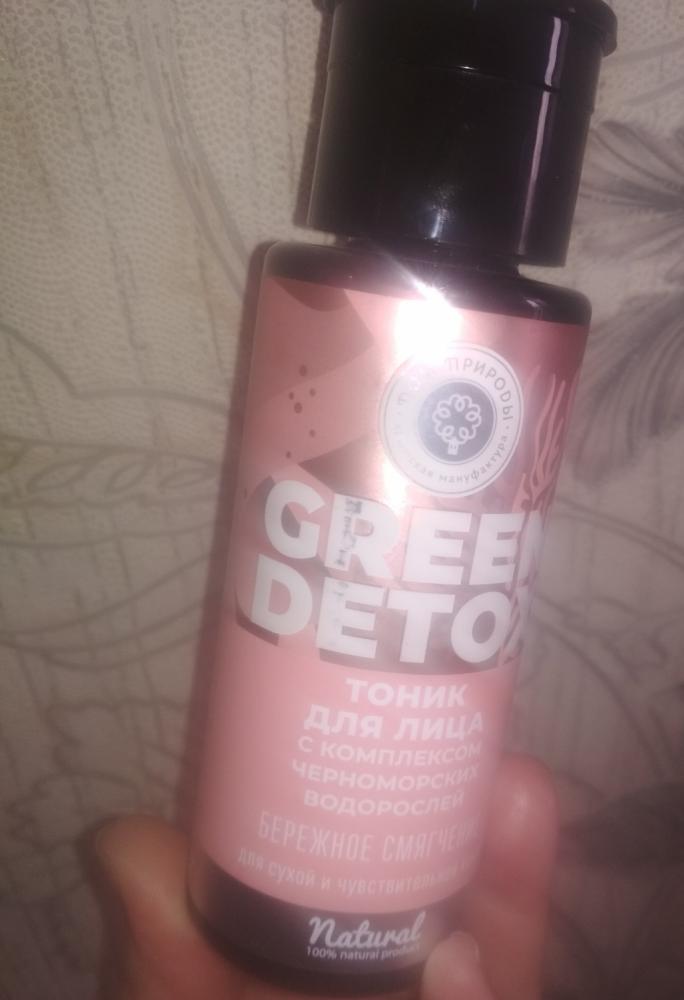 ПРИРОДЫ
мануфактура
GREEN
DETOX
ТОНИК
ДЛЯ ЛИЦА
С КОМПЛЕКСОМ
ЧЕРНОМОРСКИХ
ВОДОРОСЛЕЙ
БЕРЕЖНОЕ СМЯГЧЕНИЕ
для сухой и чувствительной
Natural
100% natural product